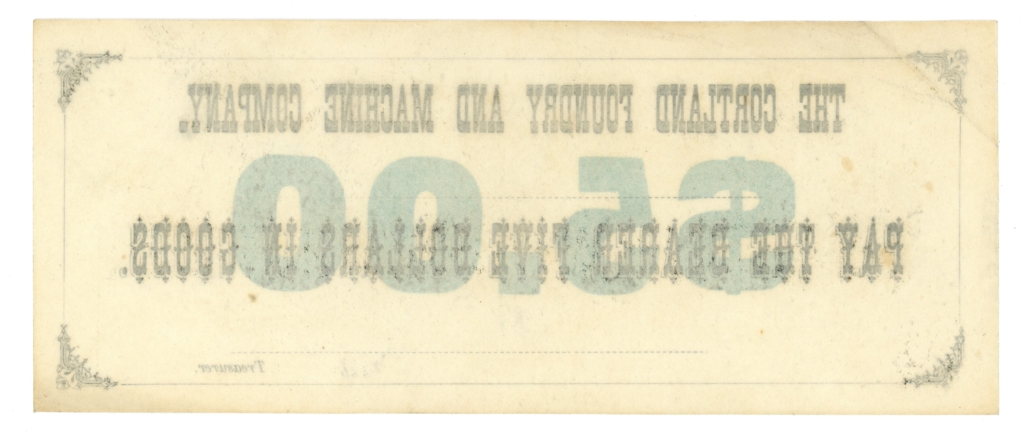 THE CORTLAND FOUNDRY AND MACHINE COMPANY.
$5.00
PAY THE BEARER FIVE DOLLARS IN GOODS.
Treasurer.